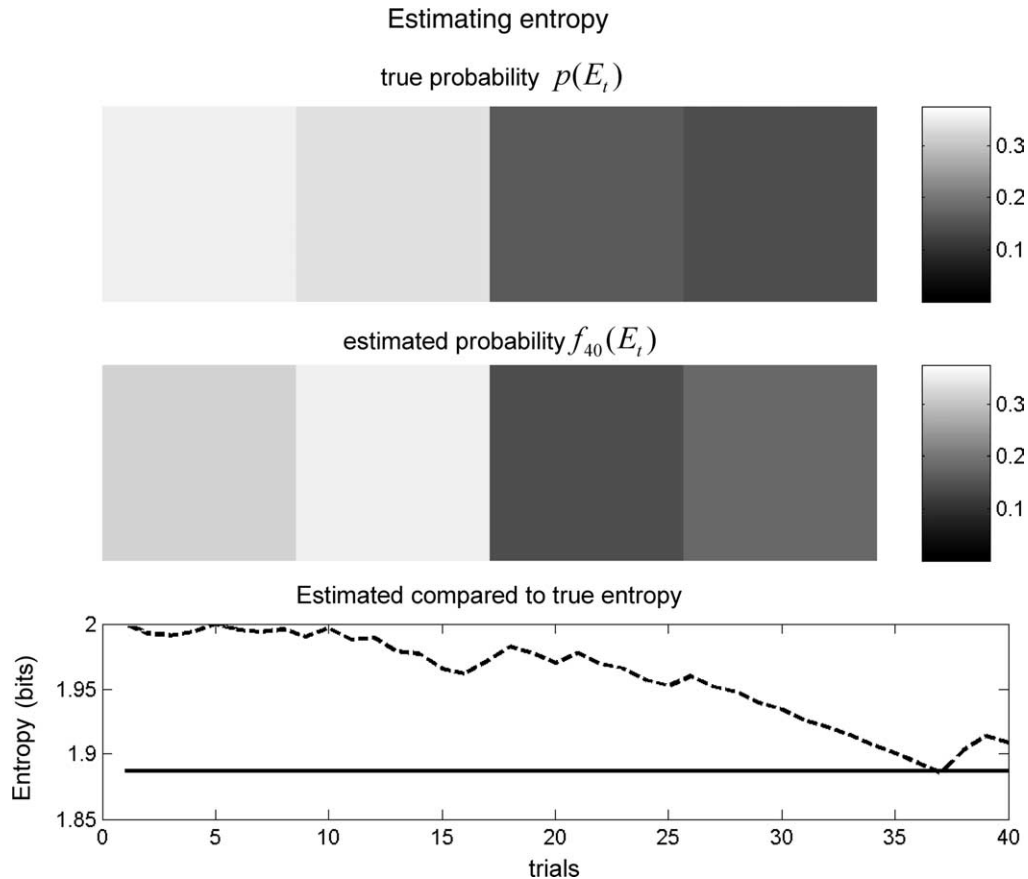 Estimating entropy
true probability p(E_t)
0.3
0.2
0.1
estimated probability f_40(E_t)
0.3
0.2
0.1
Estimated compared to true entropy
2
1.95
1.9
1.85
Entropy (bits)
0 5 10 15 20 25 30 35 40
trials